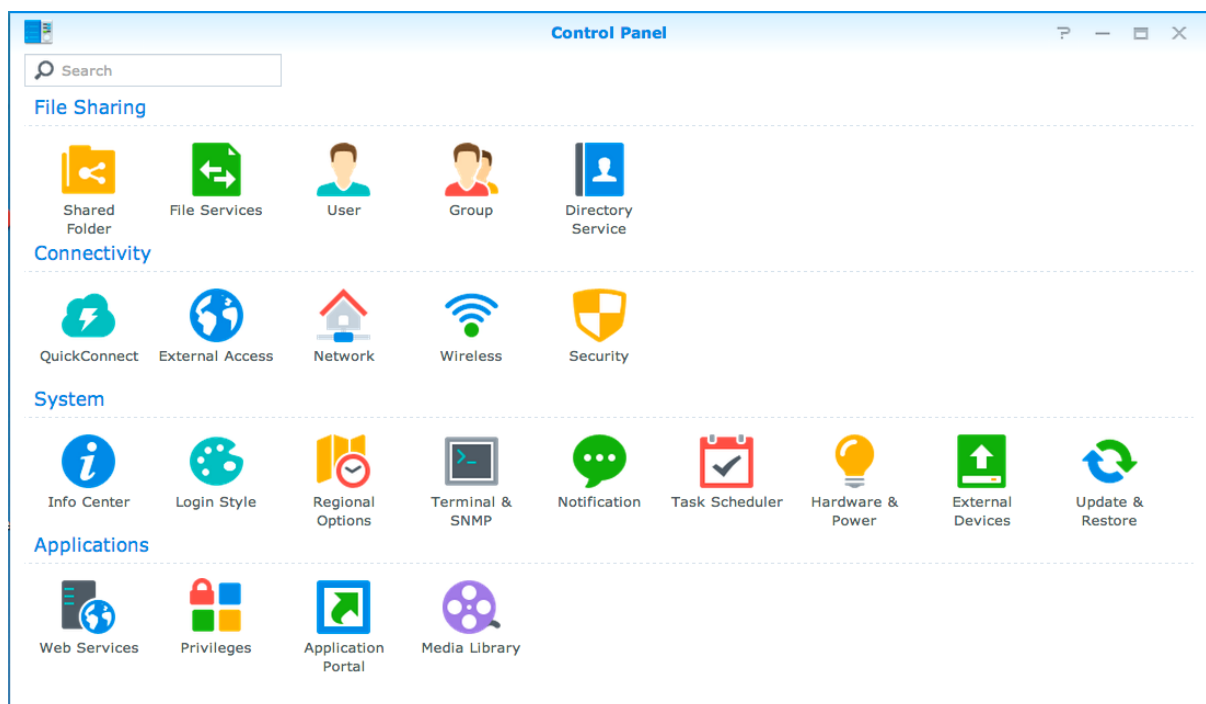 Control Panel
Search
File Sharing
Shared Folder
File Services
User
Group
Directory Service
Connectivity
QuickConnect
External Access
Network
Wireless
Security
System
Info Center
Login Style
Regional Options
Terminal & SNMP
Notification
Task Scheduler
Hardware & Power
External Devices
Update & Restore
Applications
Web Services
Privileges
Application Portal
Media Library